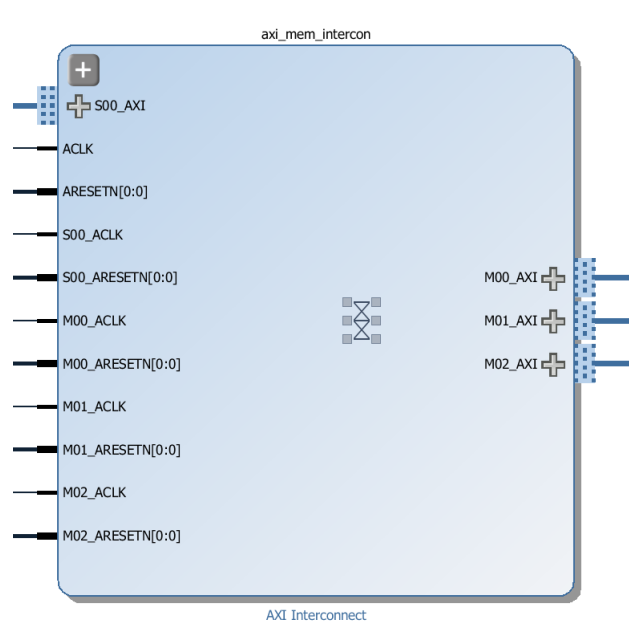 axi_mem_intercon
S00_AXI
ACLK
ARESETN[0:0]
S00_ACLK
S00_ARESETN[0:0]
M00_ACLK
M00_ARESETN[0:0]
M01_ACLK
M01_ARESETN[0:0]
M02_ACLK
M02_ARESETN[0:0]
M00_AXI
M01_AXI
M02_AXI
AXI Interconnect